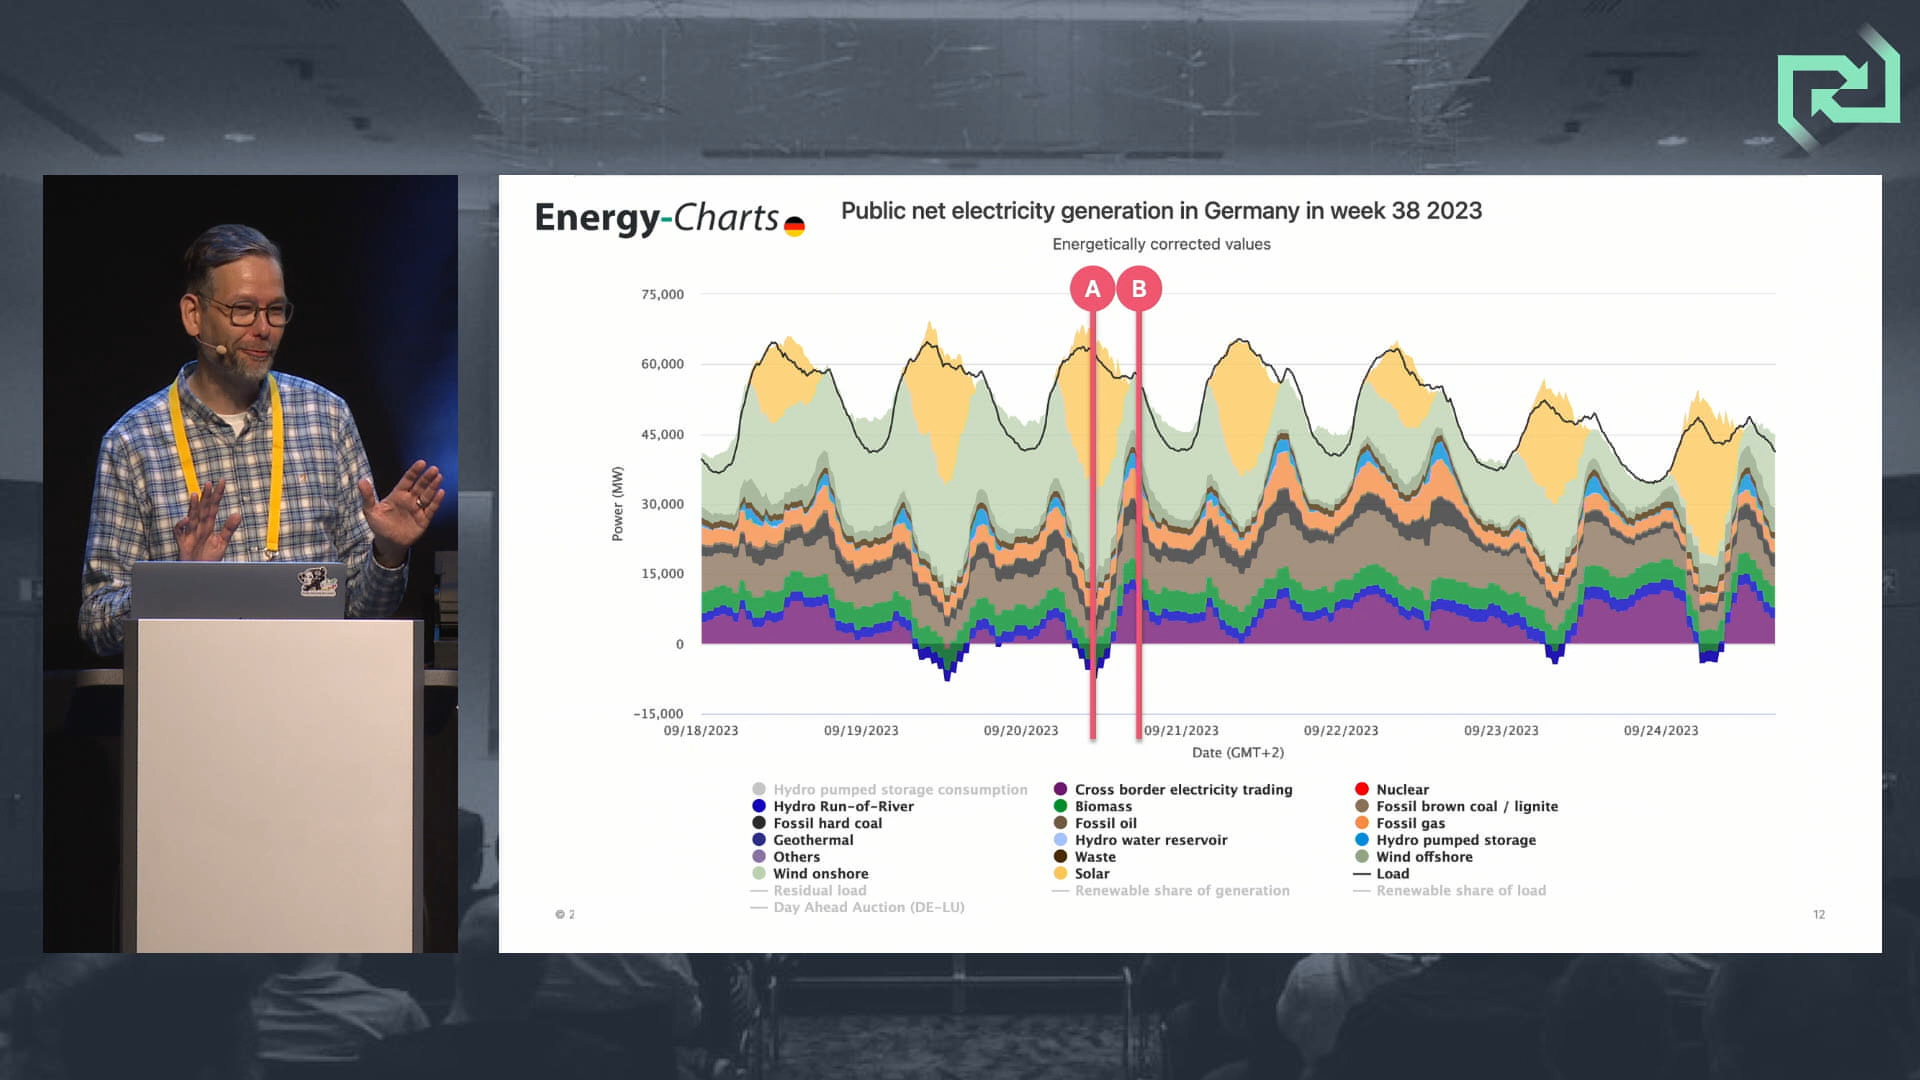 Energy-Charts
Public net electricity generation in Germany in week 38 2023
Energetically corrected values
A B
75,000
60,000
45,000
30,000
15,000
0
-15,000
Power (MW)
09/18/2023 09/19/2023 09/20/2023 09/21/2023 09/22/2023 09/23/2023 09/24/2023
Date (GMT+2)
Hydro pumped storage consumption Cross border electricity trading Nuclear
Hydro Run-of-River Biomass Fossil brown coal / lignite
Fossil hard coal Fossil oil Fossil gas
Geothermal Hydro water reservoir Hydro pumped storage
Others Waste Wind offshore
Wind onshore Solar Load
Residual load Renewable share of generation Renewable share of load
Day Ahead Auction (DE-LU)
© 2
12